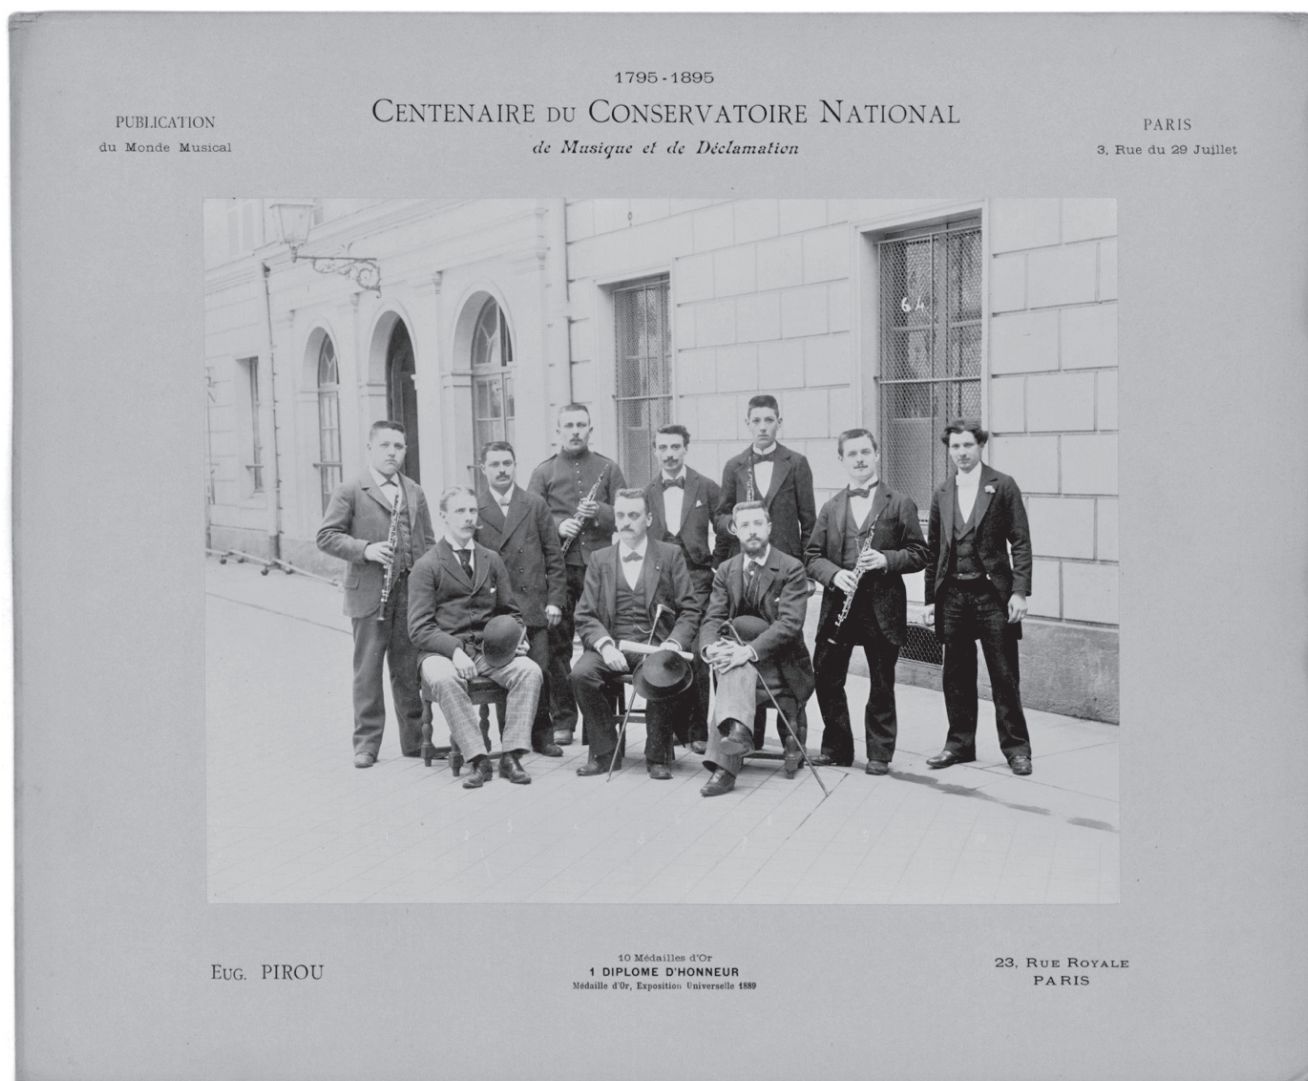 1795-1895
CENTENAIRE DU CONSERVATOIRE NATIONAL
de Musique et de Déclamation
PUBLICATION
du Monde Musical
PARIS
3, Rue du 29 Juillet
64
EUG. PIROU
10 Médailles d'Or
1 DIPLOME D'HONNEUR
Médaille d'Or, Exposition Universelle 1889
23, RUE ROYALE
PARIS